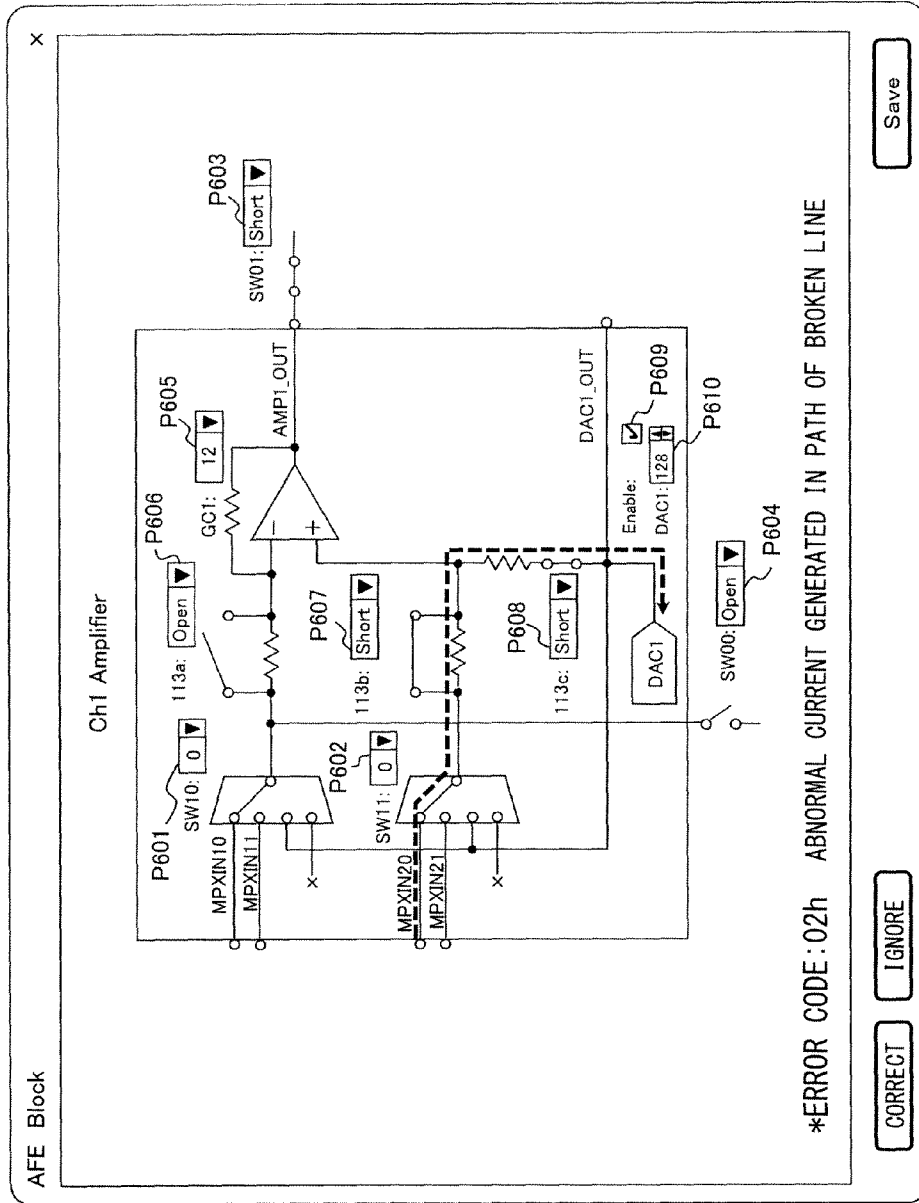 AFE Block
×
Ch1 Amplifier
P601
SW10: 0 ▼
MPXIN10
MPXIN11
×
P606
113a: Open ▼
P605
GC1: 12 ▼
−
+
AMP1_OUT
P603
SW01: Short ▼
P602
SW11: 0 ▼
MPXIN20
MPXIN21
×
P607
113b: Short ▼
P608
113c: Short ▼
DAC1_OUT
Enable: ✓
P609
DAC1: 128
P610
DAC1
SW00: Open ▼
P604
*ERROR CODE:02h ABNORMAL CURRENT GENERATED IN PATH OF BROKEN LINE
CORRECT
IGNORE
Save